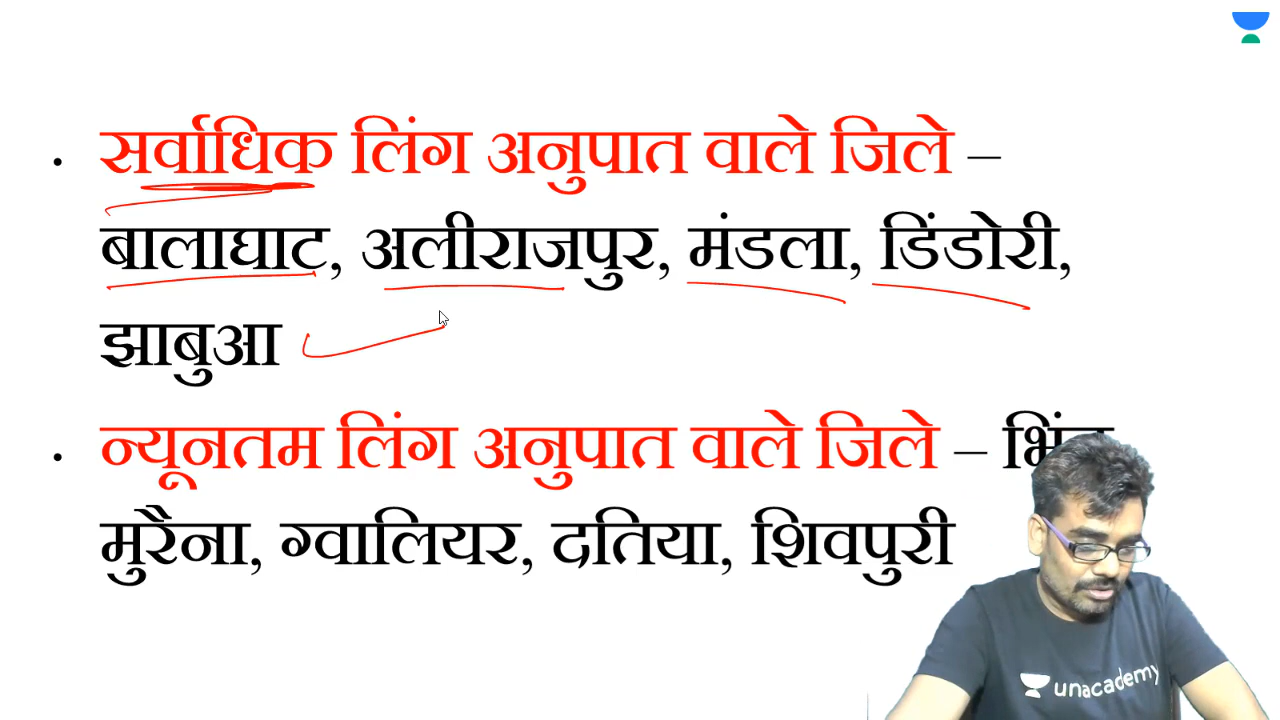 सर्वाधिक लिंग अनुपात वाले जिले –
बालाघाट, अलीराजपुर, मंडला, डिंडोरी,
झाबुआ
न्यूनतम लिंग अनुपात वाले जिले –
मुरैना, ग्वालियर, दतिया, शिवपुरी
unacademy